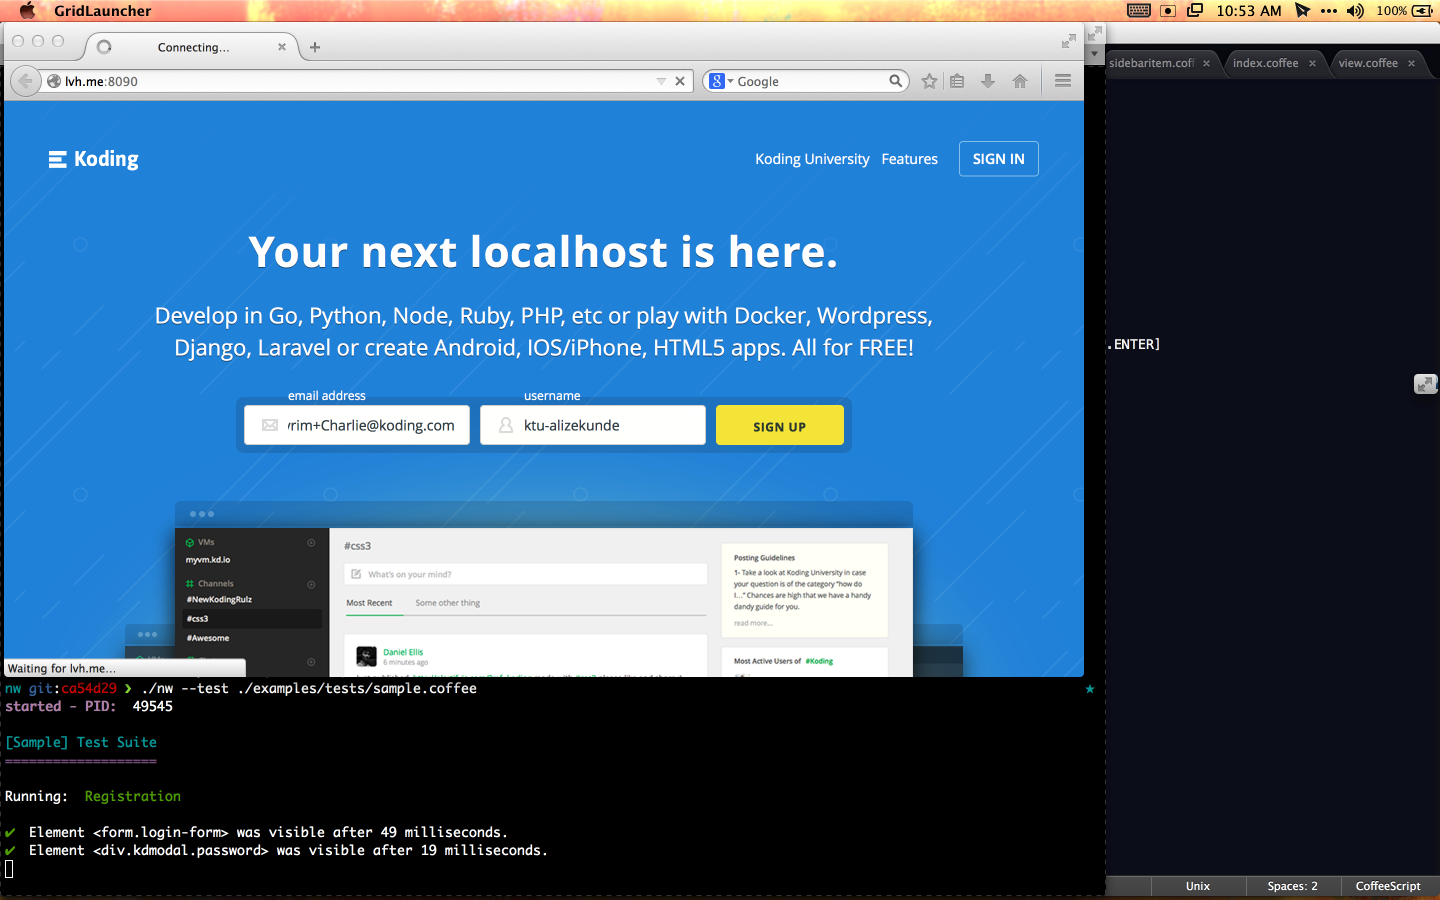 GridLauncher
10:53 AM
100%
Connecting...
lvh.me:8090
Google
sidebaritem.cof
index.coffee
view.coffee
Koding
Koding University
Features
SIGN IN
Your next localhost is here.
Develop in Go, Python, Node, Ruby, PHP, etc or play with Docker, Wordpress,
Django, Laravel or create Android, IOS/iPhone, HTML5 apps. All for FREE!
.ENTER]
email address
username
vrim+Charlie@koding.com
ktu-alizekunde
SIGN UP
VMs
myvm.kd.io
Channels
#NewKodingRulz
#css3
#Awesome
#css3
What's on your mind?
Most Recent
Some other thing
Daniel Ellis
6 minutes ago
Posting Guidelines
1- Take a look at Koding University in case
your question is of the category "how do
I..." Chances are high that we have a handy
dandy guide for you.
read more...
Most Active Users of #Koding
Waiting for lvh.me...
nw git:ca54d29 ❯ ./nw --test ./examples/tests/sample.coffee
started - PID: 49545
[Sample] Test Suite
===================
Running: Registration
✔ Element <form.login-form> was visible after 49 milliseconds.
✔ Element <div.kdmodal.password> was visible after 19 milliseconds.
Unix
Spaces: 2
CoffeeScript